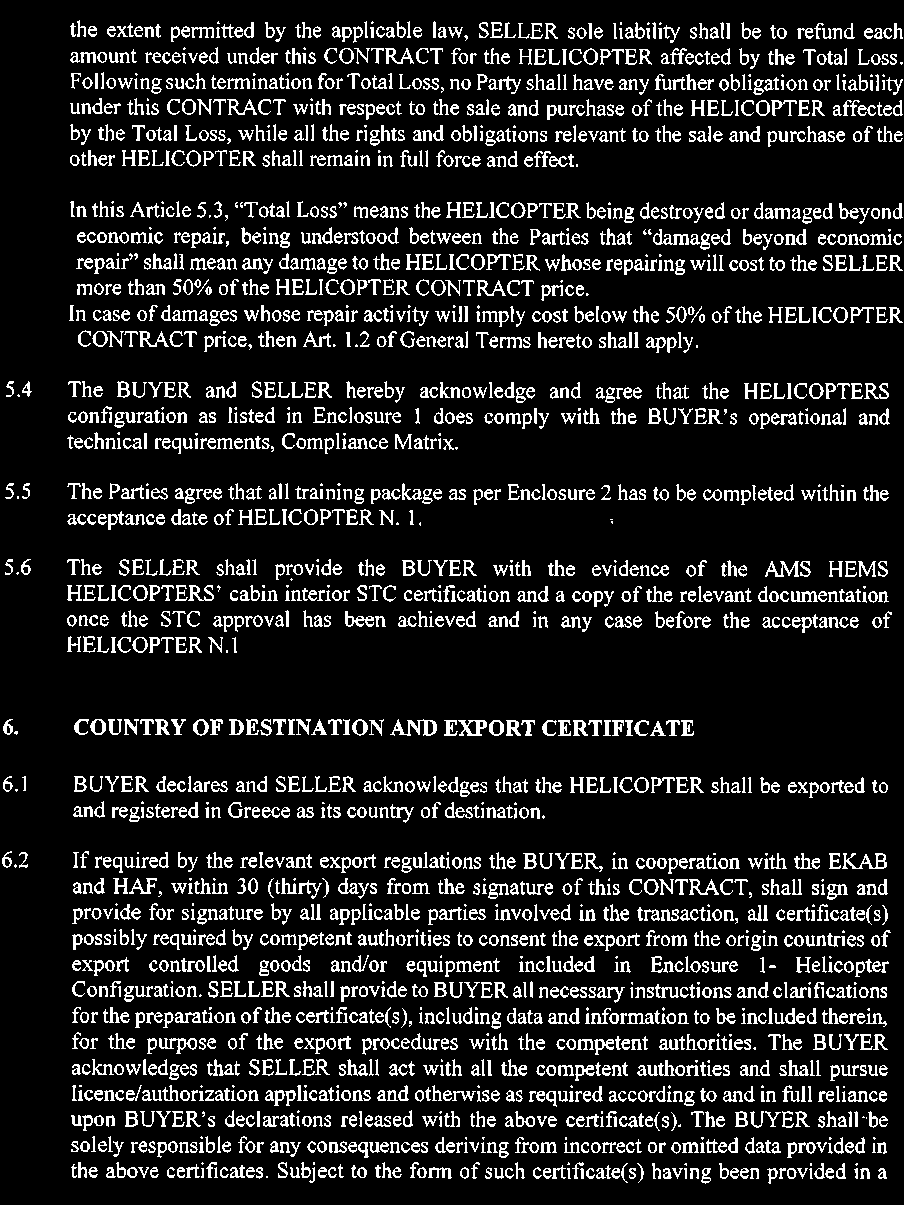 the extent permitted by the applicable law, SELLER sole liability shall be to refund each
amount received under this CONTRACT for the HELICOPTER affected by the Total Loss.
Following such termination for Total Loss, no Party shall have any further obligation or liability
under this CONTRACT with respect to the sale and purchase of the HELICOPTER affected
by the Total Loss, while all the rights and obligations relevant to the sale and purchase of the
other HELICOPTER shall remain in full force and effect.
In this Article 5.3, “Total Loss” means the HELICOPTER being destroyed or damaged beyond
economic repair, being understood between the Parties that “damaged beyond economic
repair” shall mean any damage to the HELICOPTER whose repairing will cost to the SELLER
more than 50% of the HELICOPTER CONTRACT price.
In case of damages whose repair activity will imply cost below the 50% of the HELICOPTER
CONTRACT price, then Art. 1.2 of General Terms hereto shall apply.
5.4 The BUYER and SELLER hereby acknowledge and agree that the HELICOPTERS
configuration as listed in Enclosure 1 does comply with the BUYER’s operational and
technical requirements, Compliance Matrix.
5.5 The Parties agree that all training package as per Enclosure 2 has to be completed within the
acceptance date of HELICOPTER N. 1.
5.6 The SELLER shall provide the BUYER with the evidence of the AMS HEMS
HELICOPTERS’ cabin interior STC certification and a copy of the relevant documentation
once the STC approval has been achieved and in any case before the acceptance of
HELICOPTER N.1
6. COUNTRY OF DESTINATION AND EXPORT CERTIFICATE
6.1 BUYER declares and SELLER acknowledges that the HELICOPTER shall be exported to
and registered in Greece as its country of destination.
6.2 If required by the relevant export regulations the BUYER, in cooperation with the EKAB
and HAF, within 30 (thirty) days from the signature of this CONTRACT, shall sign and
provide for signature by all applicable parties involved in the transaction, all certificate(s)
possibly required by competent authorities to consent the export from the origin countries of
export controlled goods and/or equipment included in Enclosure 1- Helicopter
Configuration. SELLER shall provide to BUYER all necessary instructions and clarifications
for the preparation of the certificate(s), including data and information to be included therein,
for the purpose of the export procedures with the competent authorities. The BUYER
acknowledges that SELLER shall act with all the competent authorities and shall pursue
licence/authorization applications and otherwise as required according to and in full reliance
upon BUYER’s declarations released with the above certificate(s). The BUYER shall be
solely responsible for any consequences deriving from incorrect or omitted data provided in
the above certificates. Subject to the form of such certificate(s) having been provided in a